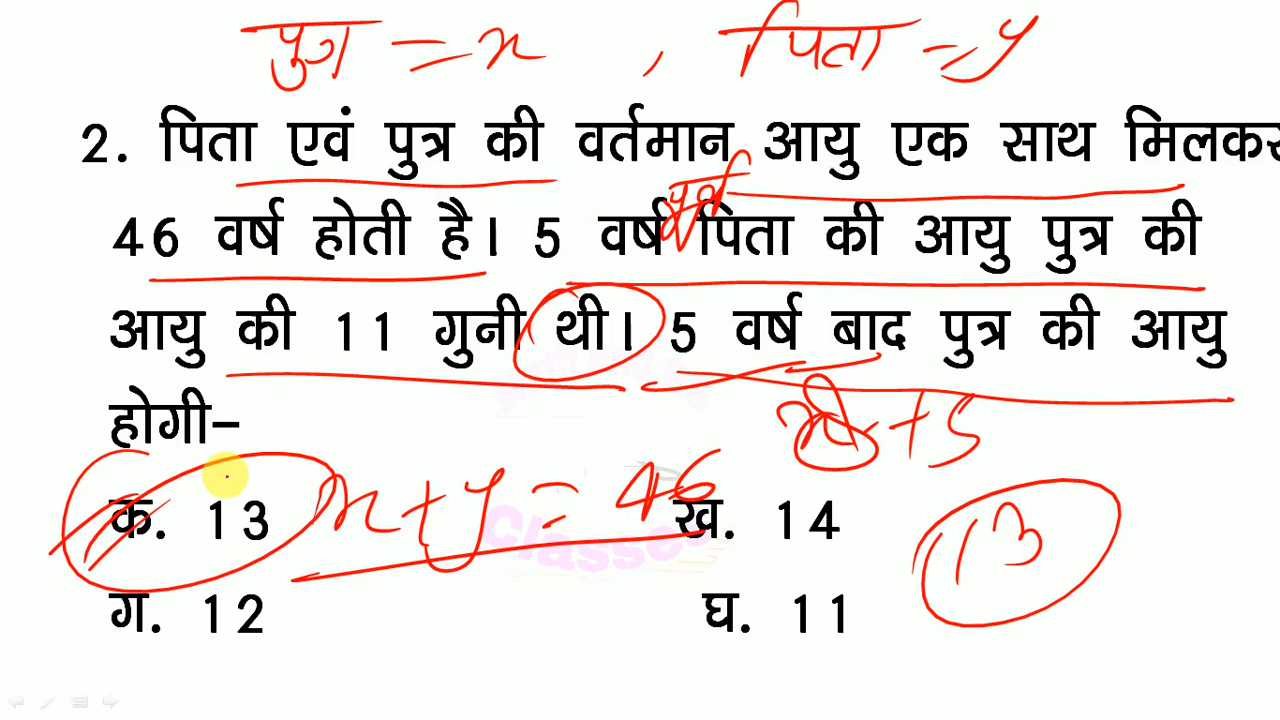 पुत्र = x , पिता = y
2. पिता एवं पुत्र की वर्तमान आयु एक साथ मिलकर
46 वर्ष होती है। 5 वर्ष पूर्व पिता की आयु पुत्र की
आयु की 11 गुनी थी। 5 वर्ष बाद पुत्र की आयु
होगी-
+5
x+y = 46
क. 13 ख. 14
13
Classes
ग. 12 घ. 11